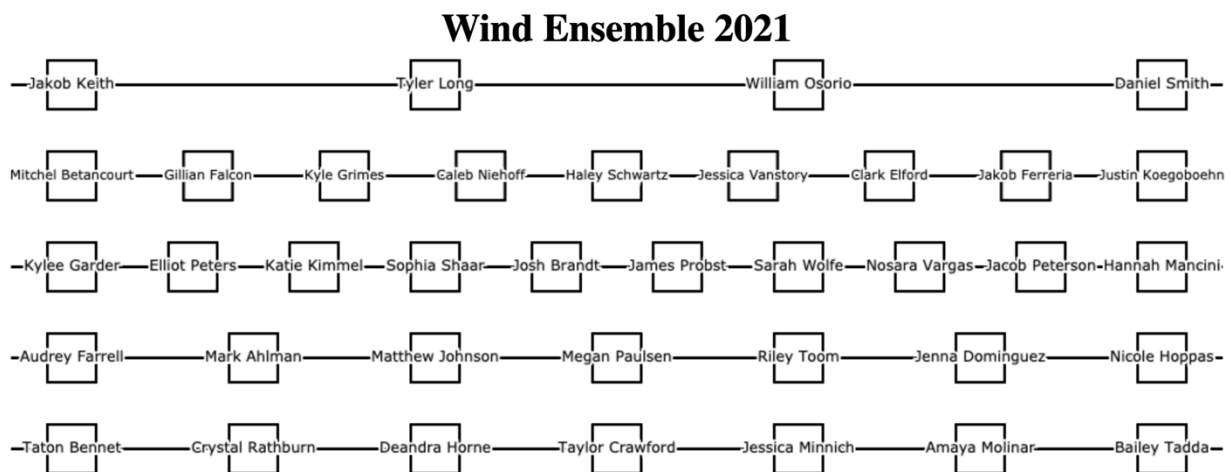 Wind Ensemble 2021
Jakob Keith Tyler Long William Osorio Daniel Smith
Mitchel Betancourt Gillian Falcon Kyle Grimes Caleb Niehoff Haley Schwartz Jessica Vanstory Clark Elford Jakob Ferreria Justin Koegoboehn
Kylee Garder Elliot Peters Katie Kimmel Sophia Shaar Josh Brandt James Probst Sarah Wolfe Nosara Vargas Jacob Peterson Hannah Mancini
Audrey Farrell Mark Ahlman Matthew Johnson Megan Paulsen Riley Toom Jenna Dominguez Nicole Hoppas
Taton Bennet Crystal Rathburn Deandra Horne Taylor Crawford Jessica Minnich Amaya Molinar Bailey Tadda